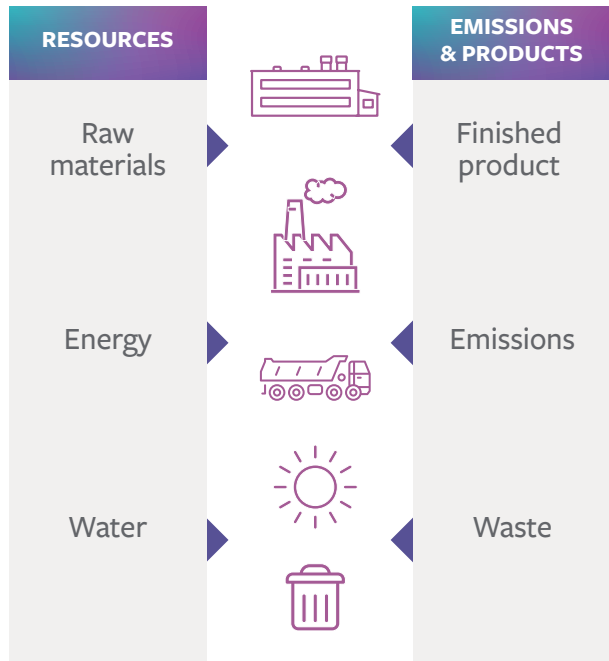 RESOURCES
Raw
materials
Energy
Water
EMISSIONS
& PRODUCTS
Finished
product
Emissions
Waste